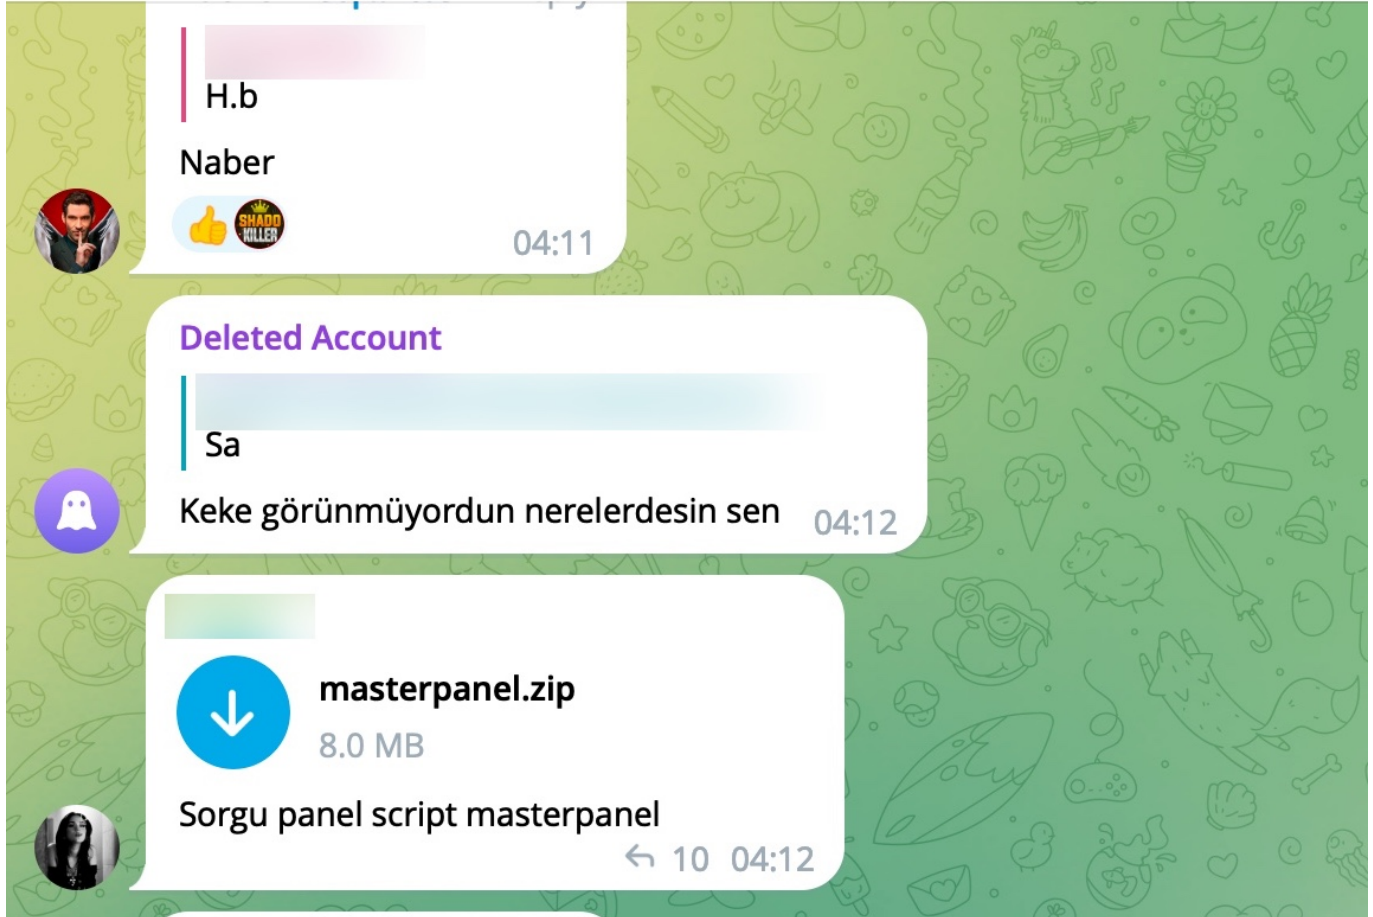 H.b
Naber
SHADO
KILLER
04:11
Deleted Account
Sa
Keke görünmüyordun nerelerdesin sen
04:12
masterpanel.zip
8.0 MB
Sorgu panel script masterpanel
10 04:12